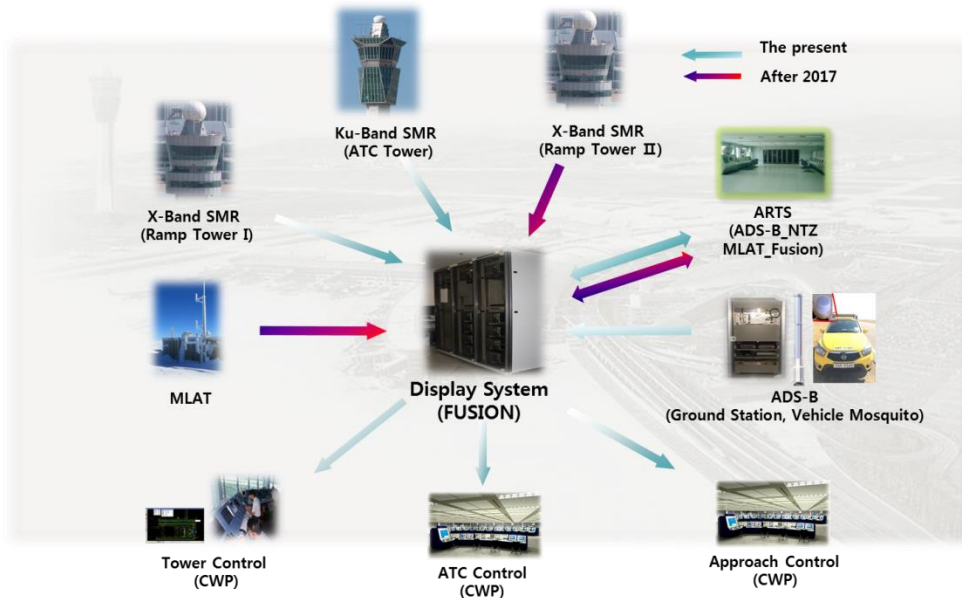 The present
After 2017
Ku-Band SMR
(ATC Tower)
X-Band SMR
(Ramp Tower Ⅱ)
X-Band SMR
(Ramp Tower I)
ARTS
(ADS-B_NTZ
MLAT_Fusion)
MLAT
Display System
(FUSION)
ADS-B
(Ground Station, Vehicle Mosquito)
Tower Control
(CWP)
ATC Control
(CWP)
Approach Control
(CWP)